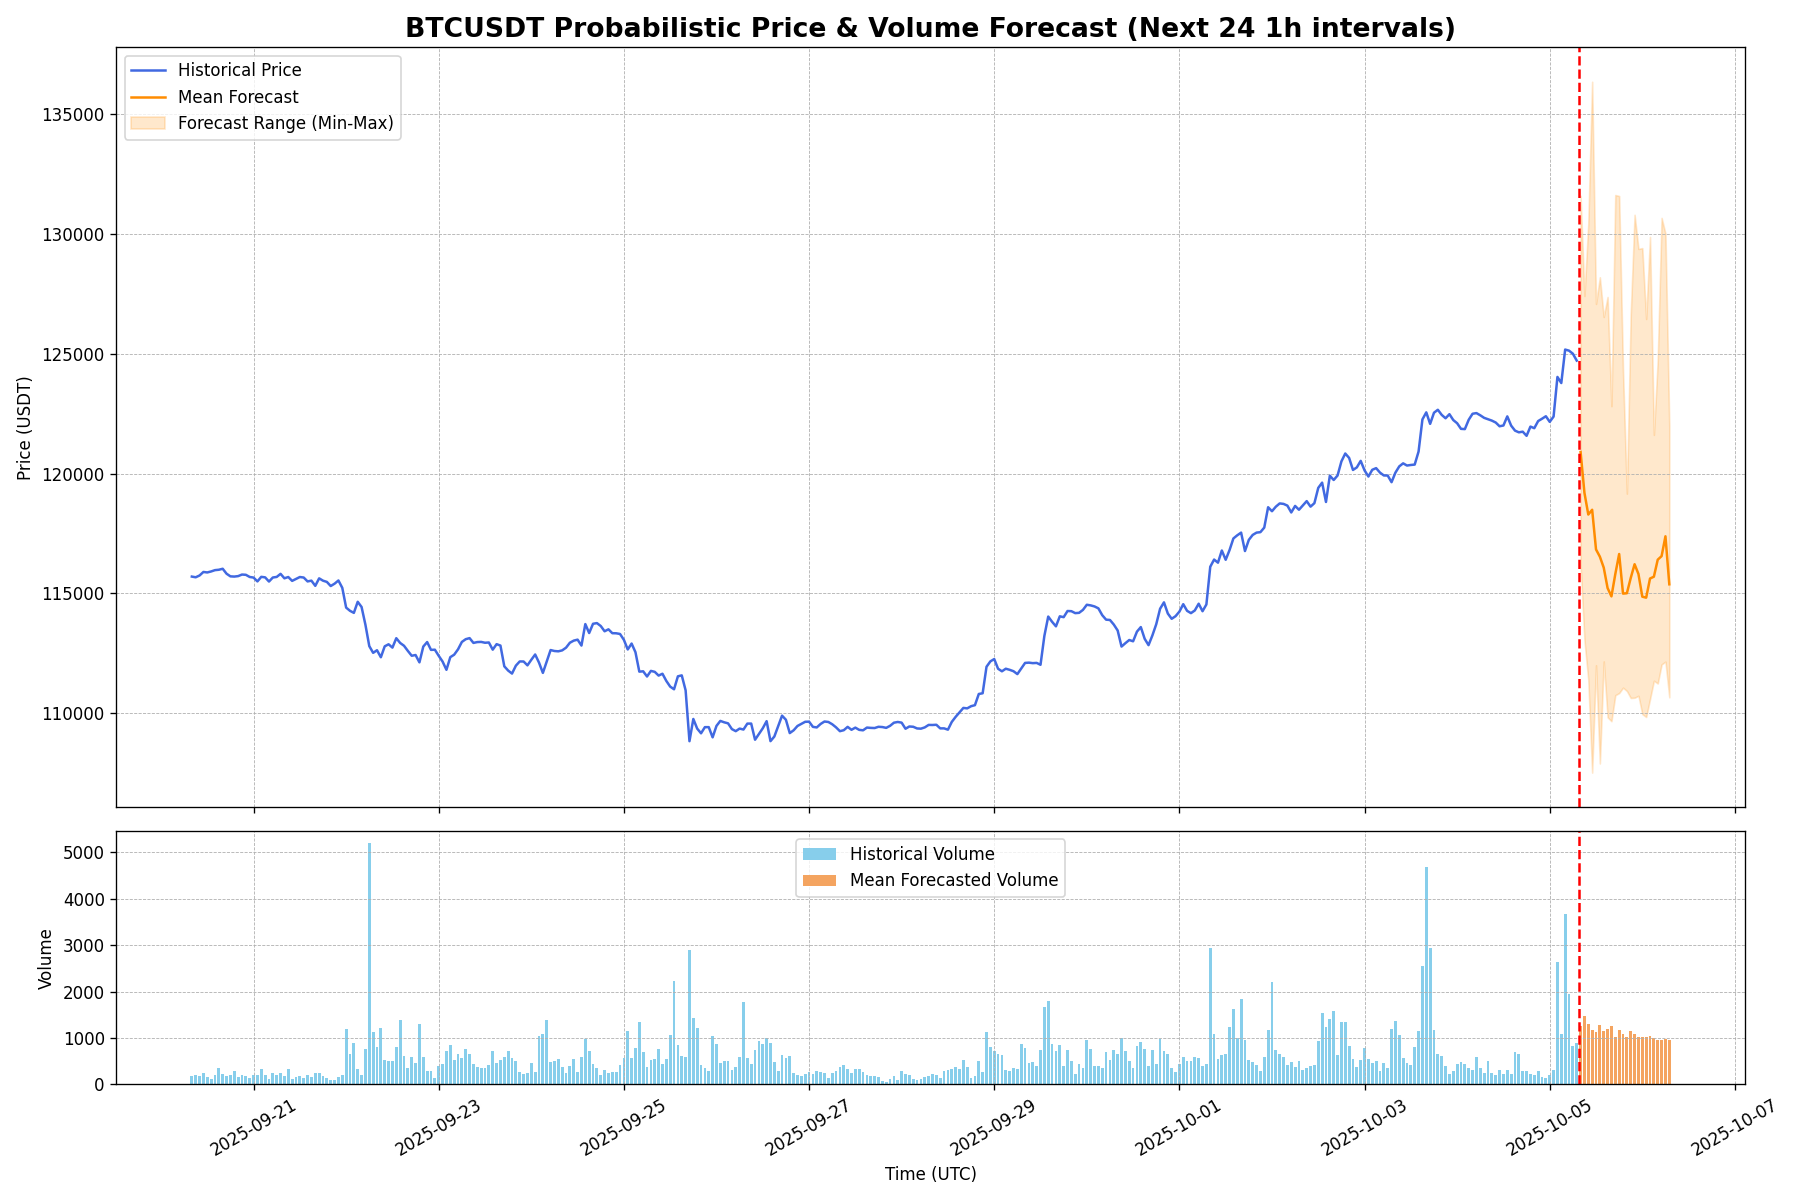 BTCUSDT Probabilistic Price & Volume Forecast (Next 24 1h intervals)
Historical Price
Mean Forecast
Forecast Range (Min-Max)
135000
130000
125000
120000
115000
110000
Price (USDT)
Historical Volume
Mean Forecasted Volume
5000
4000
3000
2000
1000
0
Volume
2025-09-21
2025-09-23
2025-09-25
2025-09-27
2025-09-29
2025-10-01
2025-10-03
2025-10-05
2025-10-07
Time (UTC)